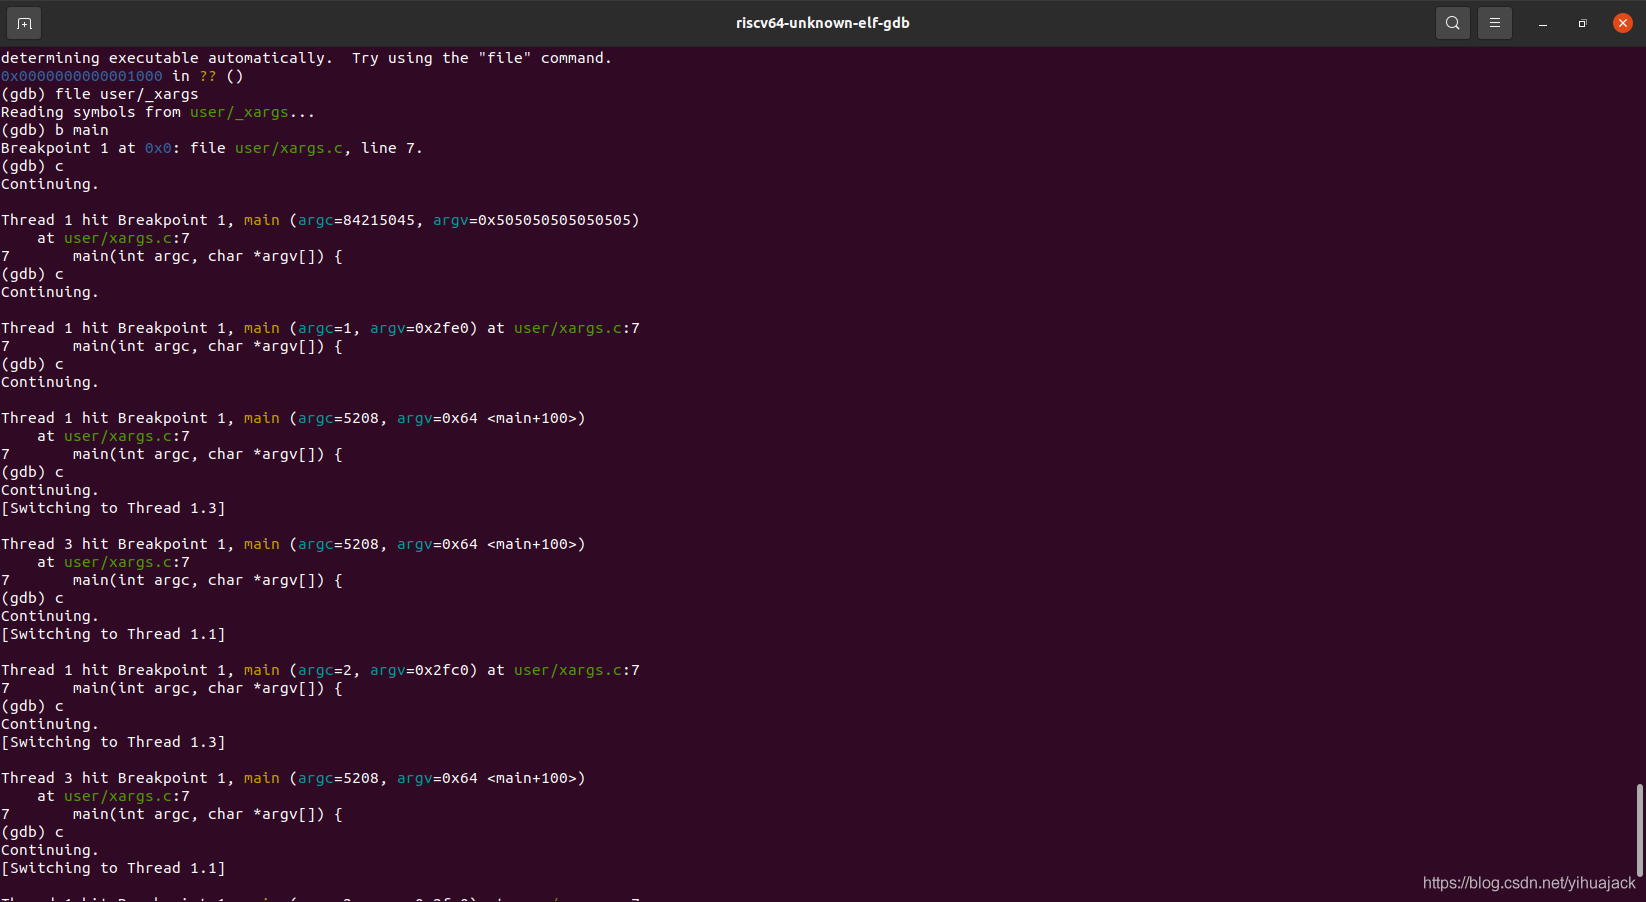 riscv64-unknown-elf-gdb
determining executable automatically.  Try using the "file" command.
0x0000000000001000 in ?? ()
(gdb) file user/_xargs
Reading symbols from user/_xargs...
(gdb) b main
Breakpoint 1 at 0x0: file user/xargs.c, line 7.
(gdb) c
Continuing.

Thread 1 hit Breakpoint 1, main (argc=84215045, argv=0x505050505050505)
    at user/xargs.c:7
7       main(int argc, char *argv[]) {
(gdb) c
Continuing.

Thread 1 hit Breakpoint 1, main (argc=1, argv=0x2fe0) at user/xargs.c:7
7       main(int argc, char *argv[]) {
(gdb) c
Continuing.

Thread 1 hit Breakpoint 1, main (argc=5208, argv=0x64 <main+100>)
    at user/xargs.c:7
7       main(int argc, char *argv[]) {
(gdb) c
Continuing.
[Switching to Thread 1.3]

Thread 3 hit Breakpoint 1, main (argc=5208, argv=0x64 <main+100>)
    at user/xargs.c:7
7       main(int argc, char *argv[]) {
(gdb) c
Continuing.
[Switching to Thread 1.1]

Thread 1 hit Breakpoint 1, main (argc=2, argv=0x2fc0) at user/xargs.c:7
7       main(int argc, char *argv[]) {
(gdb) c
Continuing.
[Switching to Thread 1.3]

Thread 3 hit Breakpoint 1, main (argc=5208, argv=0x64 <main+100>)
    at user/xargs.c:7
7       main(int argc, char *argv[]) {
(gdb) c
Continuing.
[Switching to Thread 1.1]
https://blog.csdn.net/yihuajack